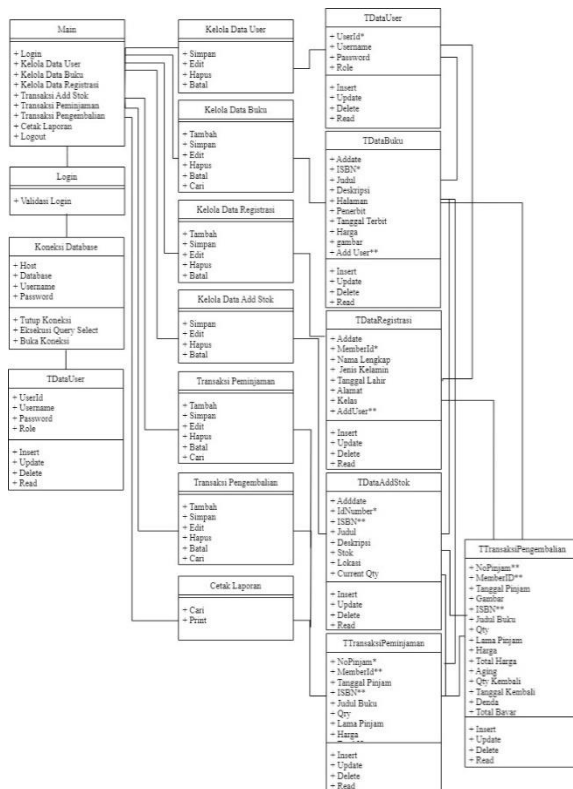 Main
+ Login
+ Kelola Data User
+ Kelola Data Buku
+ Kelola Data Registrasi
+ Transaksi Add Stok
+ Transaksi Peminjaman
+ Transaksi Pengembalian
+ Cetak Laporan
+ Logout
Login
+ Validasi Login
Koneksi Database
+ Host
+ Database
+ Username
+ Password
+ Tutup Koneksi
+ Eksekusi Query Select
+ Buka Koneksi
TDataUser
+ UserId
+ Username
+ Password
+ Role
+ Insert
+ Update
+ Delete
+ Read
Kelola Data User
+ Simpan
+ Edit
+ Hapus
+ Batal
Kelola Data Buku
+ Tambah
+ Simpan
+ Edit
+ Hapus
+ Batal
+ Cari
Kelola Data Registrasi
+ Tambah
+ Simpan
+ Edit
+ Hapus
+ Batal
Kelola Data Add Stok
+ Simpan
+ Edit
+ Hapus
+ Batal
Transaksi Peminjaman
+ Tambah
+ Simpan
+ Edit
+ Hapus
+ Batal
+ Cari
Transaksi Pengembalian
+ Tambah
+ Simpan
+ Edit
+ Hapus
+ Batal
+ Cari
Cetak Laporan
+ Cari
+ Print
TDataUser
+ UserId*
+ Username
+ Password
+ Role
+ Insert
+ Update
+ Delete
+ Read
TDataBuku
+ Addate
+ ISBN*
+ Judul
+ Deskripsi
+ Halaman
+ Penerbit
+ Tanggal Terbit
+ Harga
+ gambar
+ Add User**
+ Insert
+ Update
+ Delete
+ Read
TDataRegistrasi
+ Addate
+ MemberId*
+ Nama Lengkap
+ Jenis Kelamin
+ Tanggal Lahir
+ Alamat
+ Kelas
+ AddUser**
+ Insert
+ Update
+ Delete
+ Read
TDataAddStok
+ Adddate
+ IdNumber*
+ ISBN**
+ Judul
+ Deskripsi
+ Stok
+ Lokasi
+ Current Qty
+ Insert
+ Update
+ Delete
+ Read
TTransaksiPeminjaman
+ NoPinjam*
+ MemberId**
+ Tanggal Pinjam
+ ISBN**
+ Judul Buku
+ Qty
+ Lama Pinjam
+ Harga
+ Insert
+ Update
+ Delete
+ Read
TTransaksiPengembalian
+ NoPinjam**
+ MemberID**
+ Tanggal Pinjam
+ Gambar
+ ISBN**
+ Judul Buku
+ Qty
+ Lama Pinjam
+ Harga
+ Total Harga
+ Aging
+ Qty Kembali
+ Tanggal Kembali
+ Denda
+ Total Bayar
+ Insert
+ Update
+ Delete
+ Read